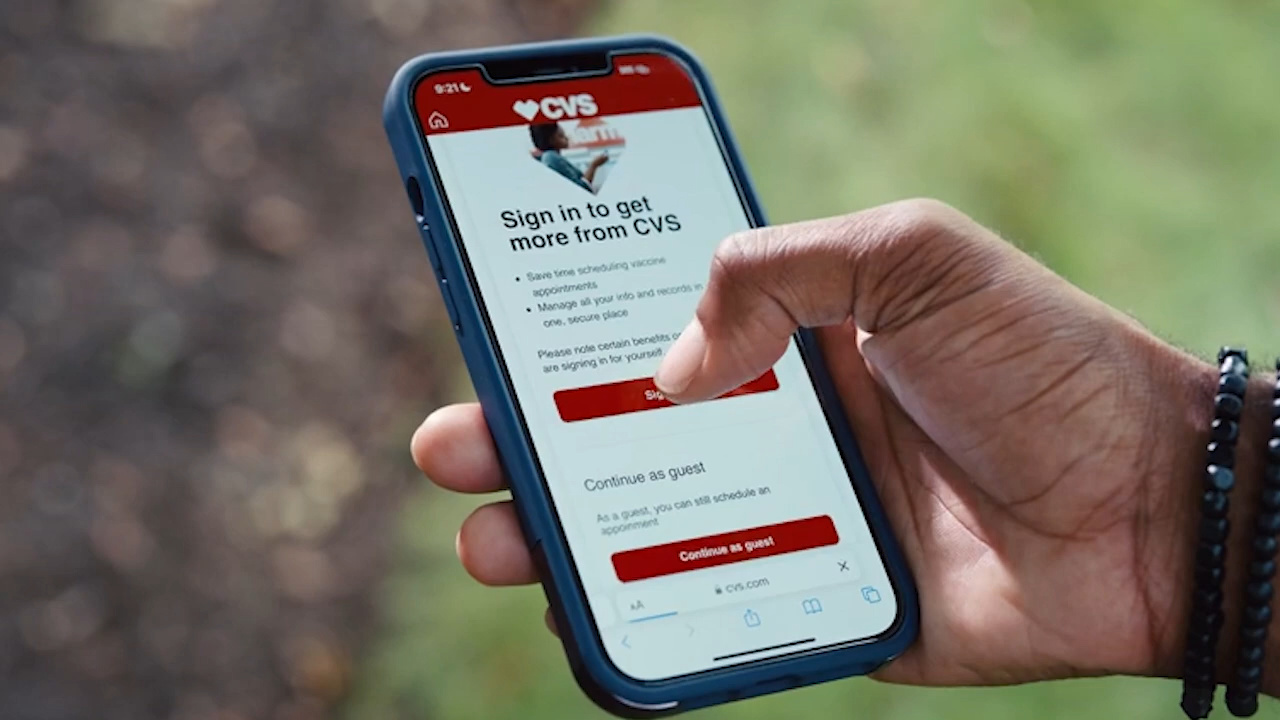 9:21
CVS
Sign in to get
more from CVS
• Save time scheduling vaccine
appointments
• Manage all your info and records in
one, secure place
Please note certain benefits
are signing in for yourself
Continue as guest
As a guest, you can still schedule an
appoinment
Continue as guest
AA
cvs.com